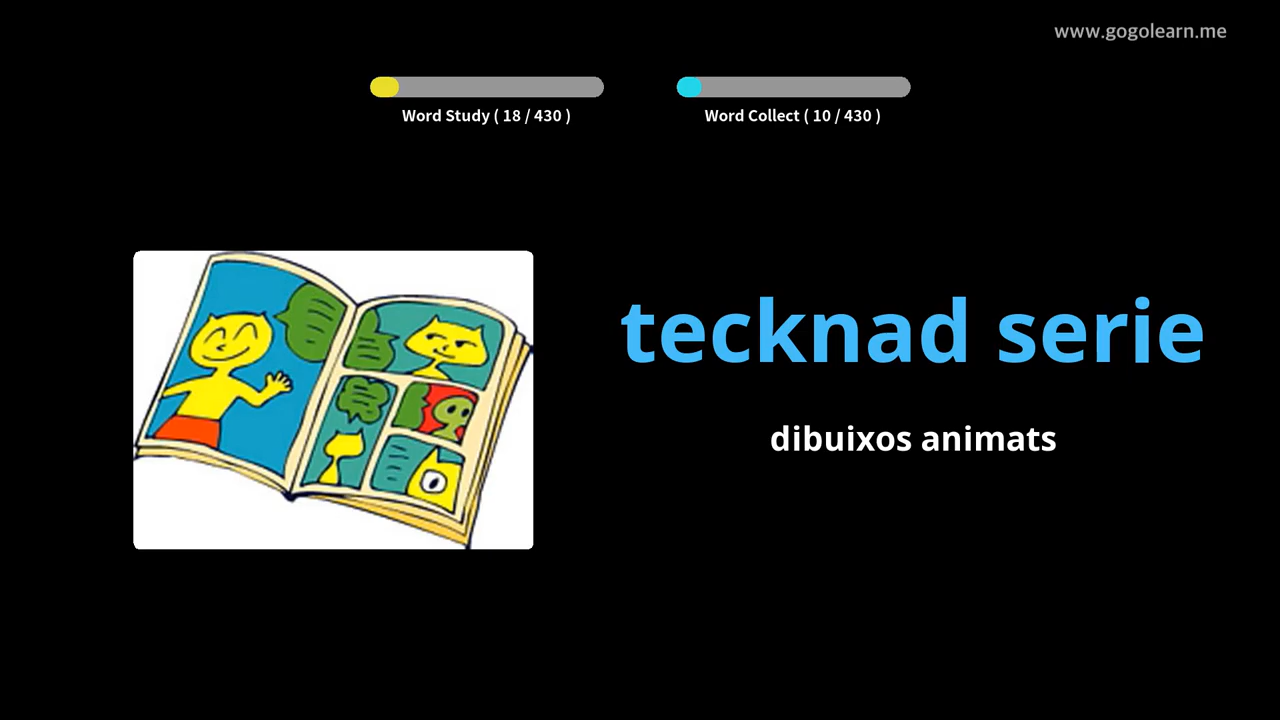 www.gogolearn.me
Word Study ( 18 / 430 )
Word Collect ( 10 / 430 )
tecknad serie
dibuixos animats